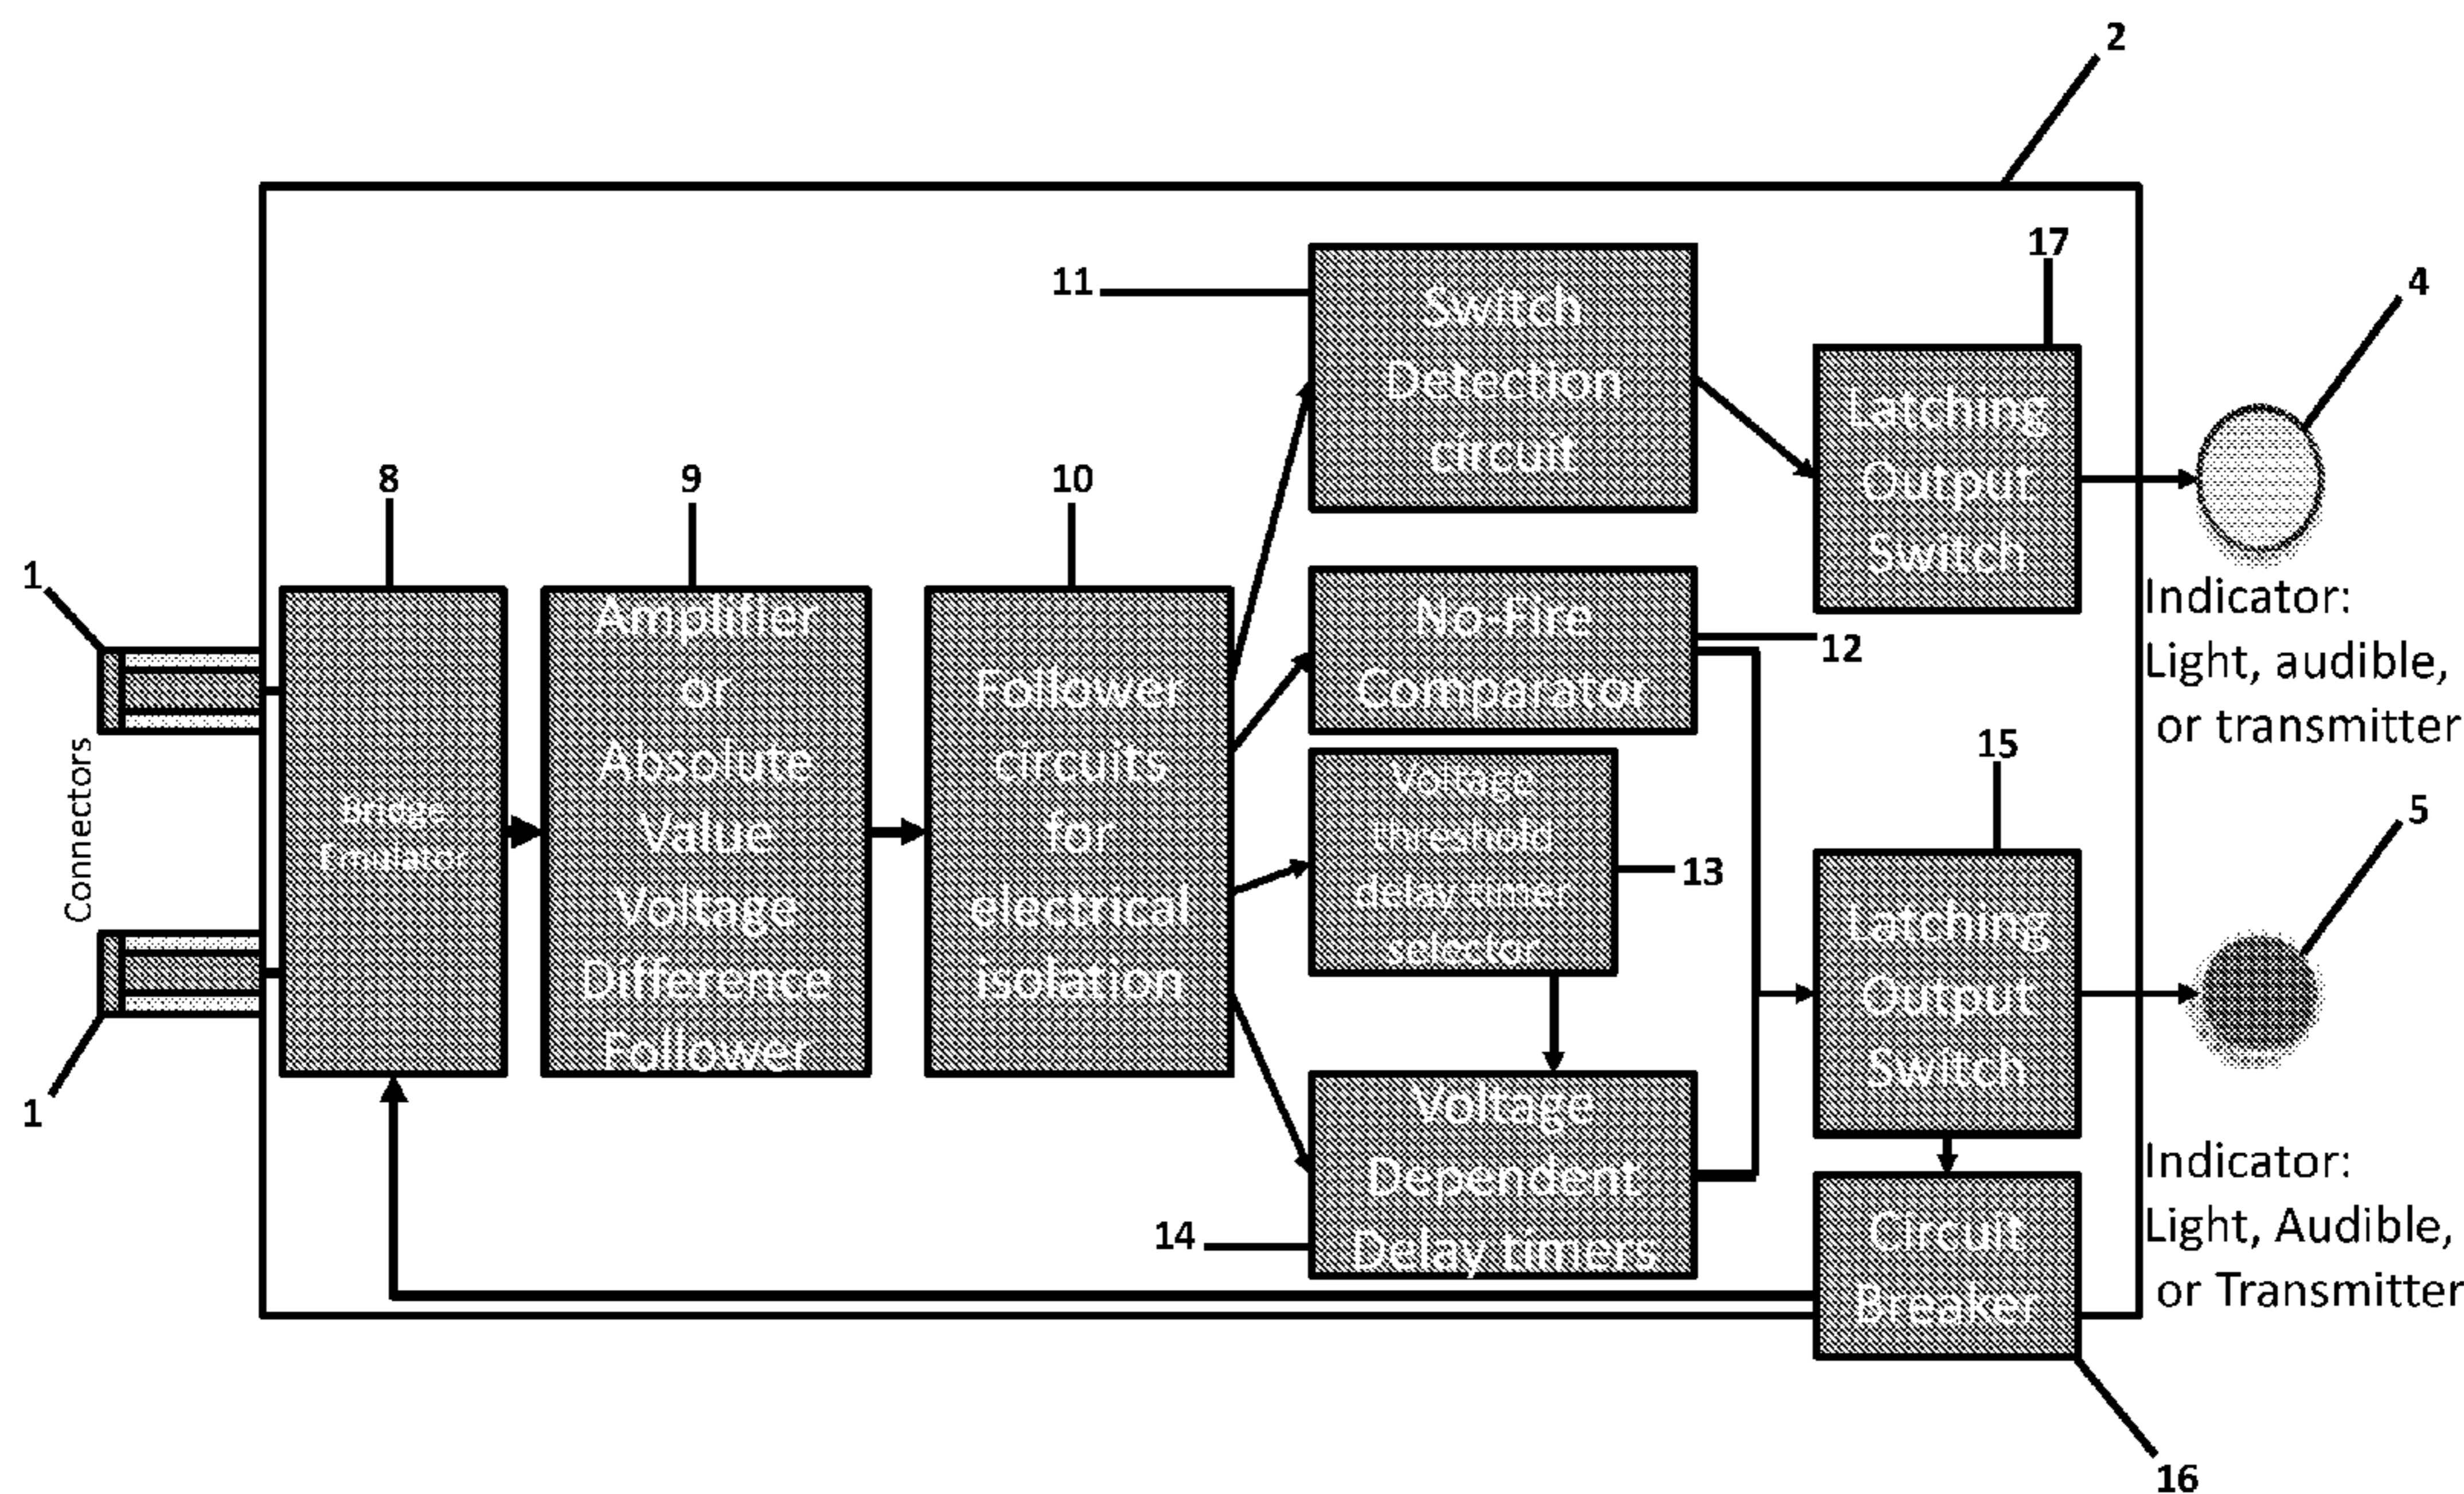 2
17
4
11
Switch
Detection
circuit
Latching
Output
Switch
8
9
10
1
Connectors
1
Bridge
Emulator
Amplifier
or
Absolute
Value
Voltage
Difference
Follower
Follower
circuits
for
electrical
isolation
No-Fire
Comparator
12
Indicator:
Light, audible,
or transmitter
Voltage
threshold
delay timer
selector
13
15
5
Latching
Output
Switch
Voltage
Dependent
Delay timers
14
Circuit
Breaker
Indicator:
Light, Audible,
or Transmitter
16